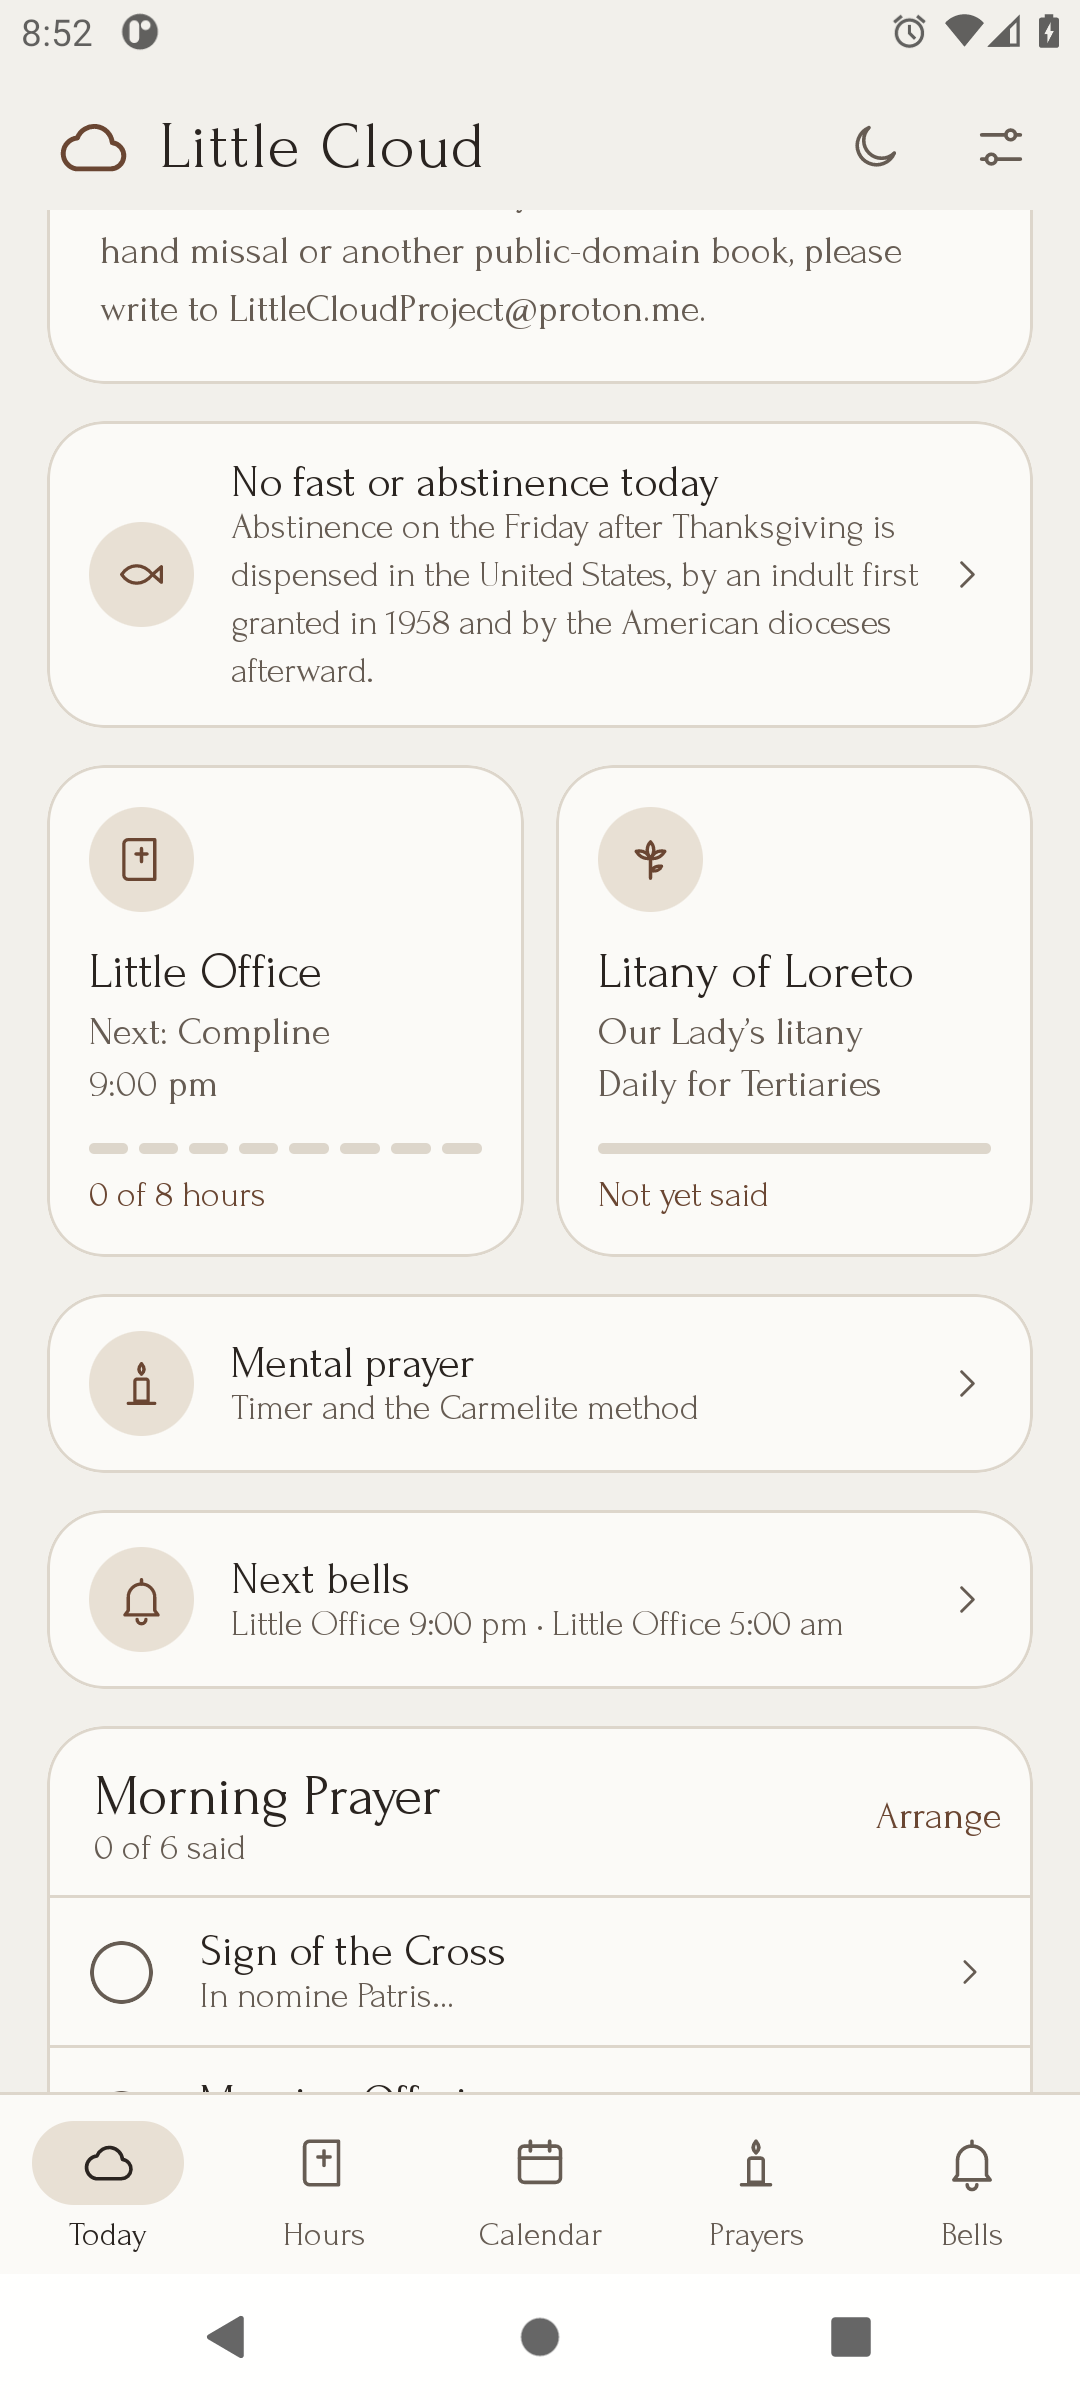 8:52
Little Cloud
hand missal or another public-domain book, please
write to LittleCloudProject@proton.me.
No fast or abstinence today
Abstinence on the Friday after Thanksgiving is
dispensed in the United States, by an indult first
granted in 1958 and by the American dioceses
afterward.
Little Office
Next: Compline
9:00 pm
0 of 8 hours
Litany of Loreto
Our Lady’s litany
Daily for Tertiaries
Not yet said
Mental prayer
Timer and the Carmelite method
Next bells
Little Office 9:00 pm · Little Office 5:00 am
Morning Prayer
0 of 6 said
Arrange
Sign of the Cross
In nomine Patris...
Today
Hours
Calendar
Prayers
Bells